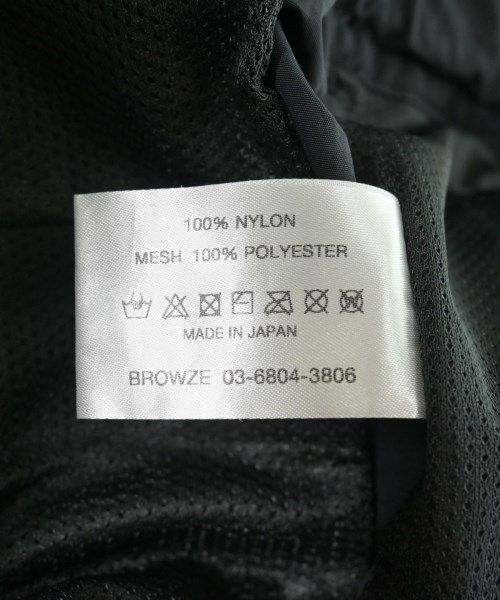 100% NYLON
MESH 100% POLYESTER
MADE IN JAPAN
BROWZE 03-6804-3806